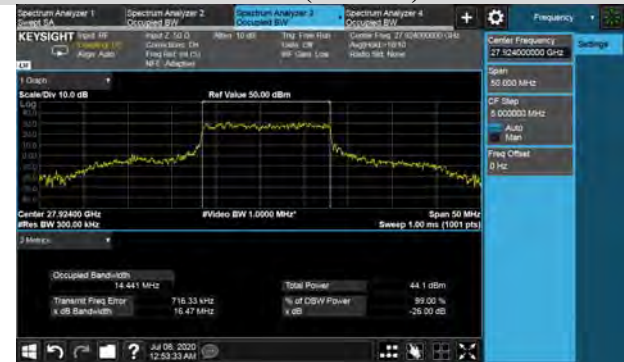 Spectrum Analyzer 1
Swept SA
Spectrum Analyzer 2
Occupied BW
Spectrum Analyzer 3
Occupied BW
Spectrum Analyzer 4
Occupied BW
+
Frequency
KEYSIGHT Input: RF
Coupling: DC
Align: Auto
Input Z: 50 Ω
Corrections: On
Freq Ref: Int (S)
NFE: Adaptive
Atten: 10 dB
Trig: Free Run
Gate: Off
#IF Gain: Low
Center Freq: 27.924000000 GHz
Avg|Hold:>10/10
Radio Std: None
Center Frequency
27.924000000 GHz
Settings
Span
50.000 MHz
CF Step
5.000000 MHz
Auto
Man
Freq Offset
0 Hz
1 Graph
Scale/Div 10.0 dB
Ref Value 50.00 dBm
Log
Center 27.92400 GHz
#Video BW 1.0000 MHz*
Span 50 MHz
#Res BW 300.00 kHz
Sweep 1.00 ms (1001 pts)
2 Metrics
Occupied Bandwidth
14.441 MHz
Total Power
44.1 dBm
Transmit Freq Error
716.33 kHz
% of OBW Power
99.00 %
x dB Bandwidth
16.47 MHz
x dB
-26.00 dB
?
Jul 08, 2020
12:53:33 AM